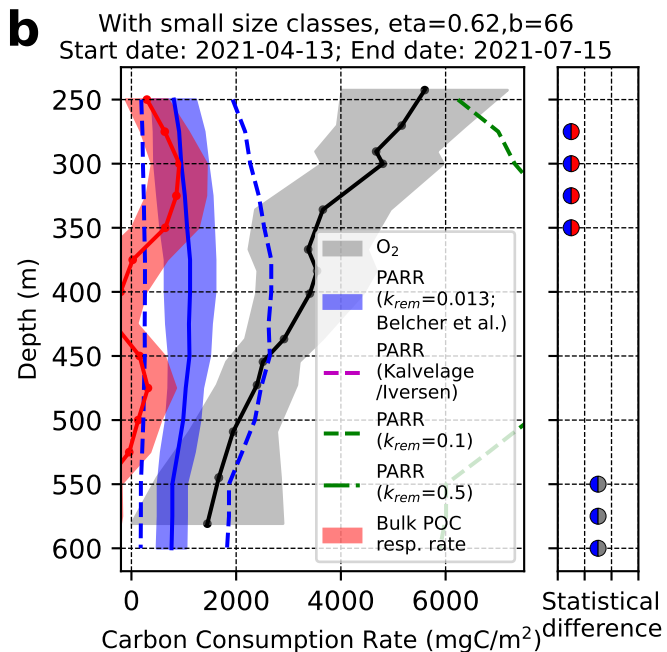 b
With small size classes, eta=0.62,b=66
Start date: 2021-04-13; End date: 2021-07-15
250
300
350
400
450
500
550
600
Depth (m)
O₂
PARR
(kᵣₑₘ=0.013;
Belcher et al.)
PARR
(Kalvelage
/Iversen)
PARR
(kᵣₑₘ=0.1)
PARR
(kᵣₑₘ=0.5)
Bulk POC
resp. rate
0 2000 4000 6000
Carbon Consumption Rate (mgC/m²)
Statistical
difference